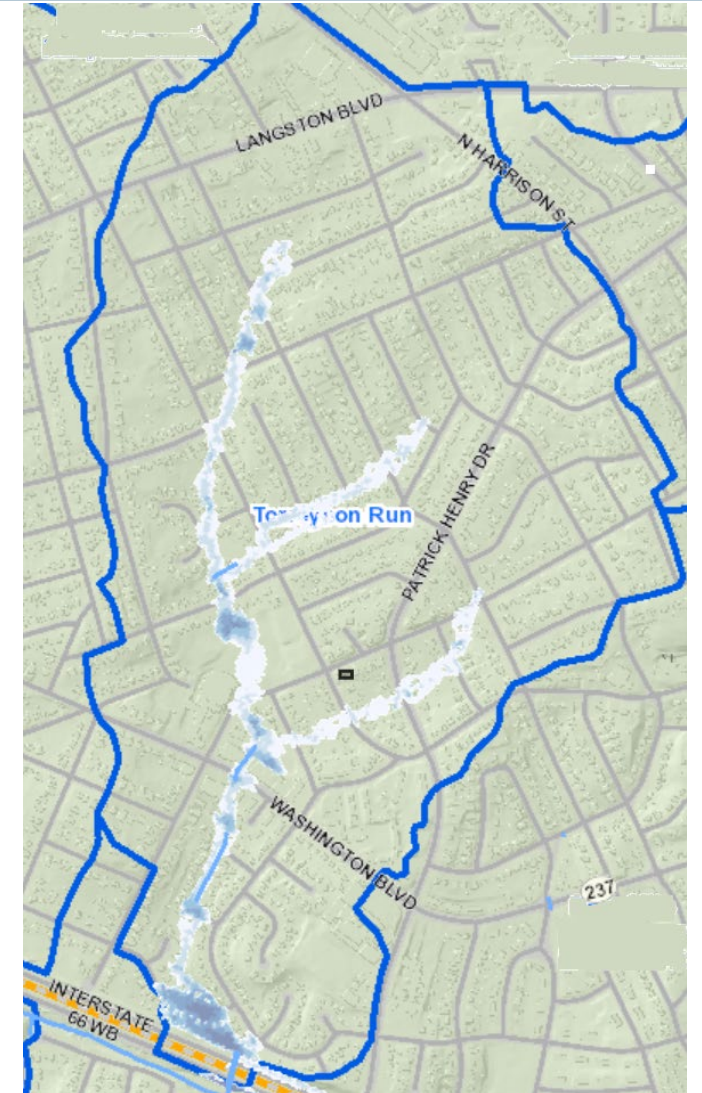 LANGSTON BLVD
N HARRISON ST
Run
PATRICK HENRY DR
WASHINGTON BLVD
237
INTERSTATE
66 WB